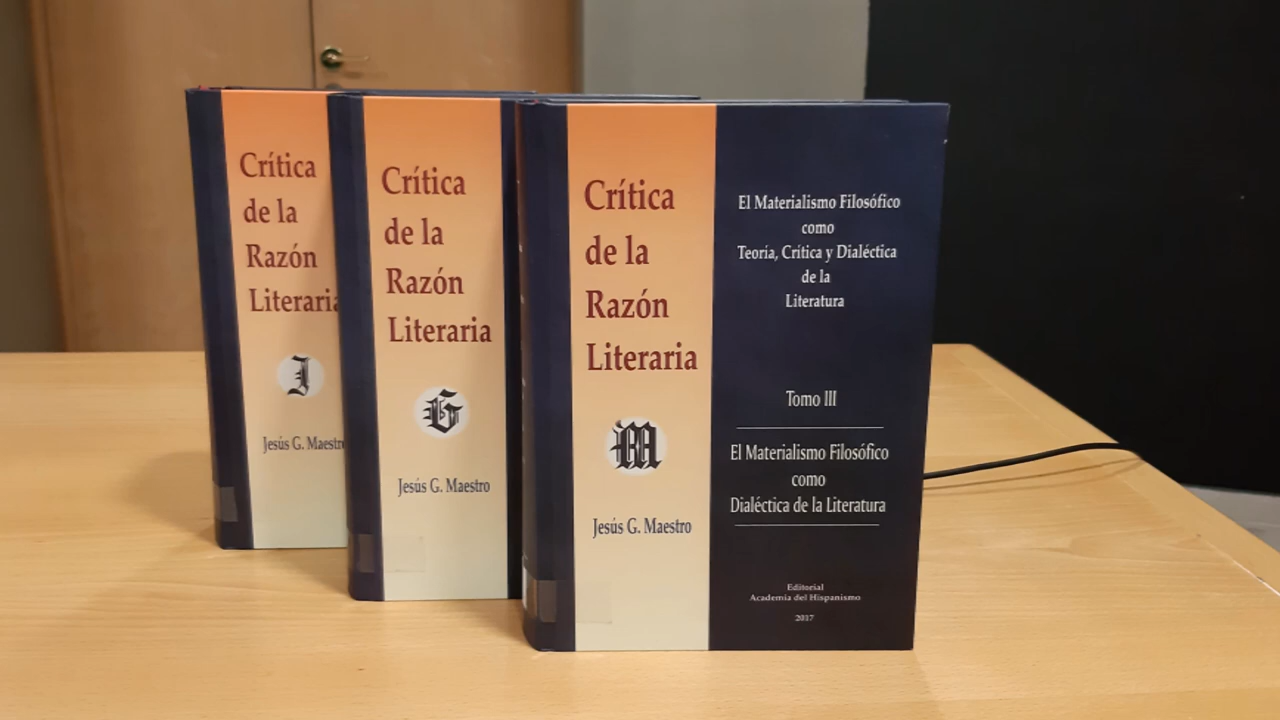 Crítica
de la
Razón
Literaria
J
Jesús G. Maestro
Crítica
de la
Razón
Literaria
G
Jesús G. Maestro
Crítica
de la
Razón
Literaria
M
Jesús G. Maestro
El Materialismo Filosófico
como
Teoría, Crítica y Dialéctica
de la
Literatura
Tomo III
El Materialismo Filosófico
como
Dialéctica de la Literatura
Editorial
Academia del Hispanismo
2017